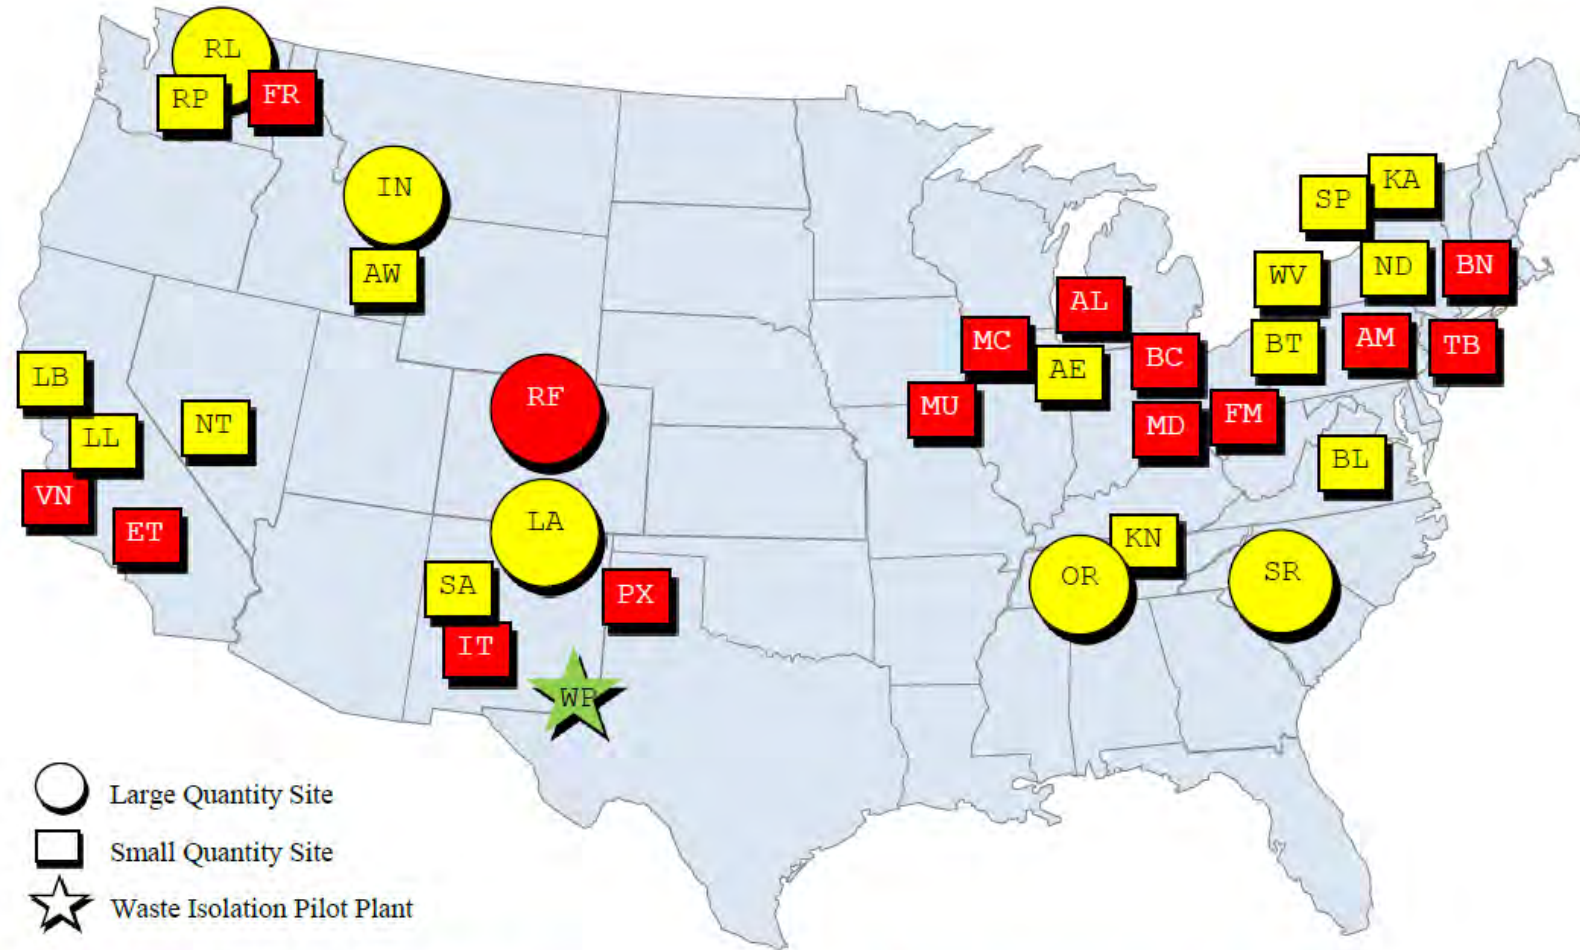 RL
RP
FR
IN
AW
SP
KA
WV
ND
BN
AL
MC
AE
BC
BT
AM
TB
LB
LL
NT
RF
MU
MD
FM
VN
ET
BL
LA
KN
SA
IT
PX
OR
SR
WP
Large Quantity Site
Small Quantity Site
Waste Isolation Pilot Plant